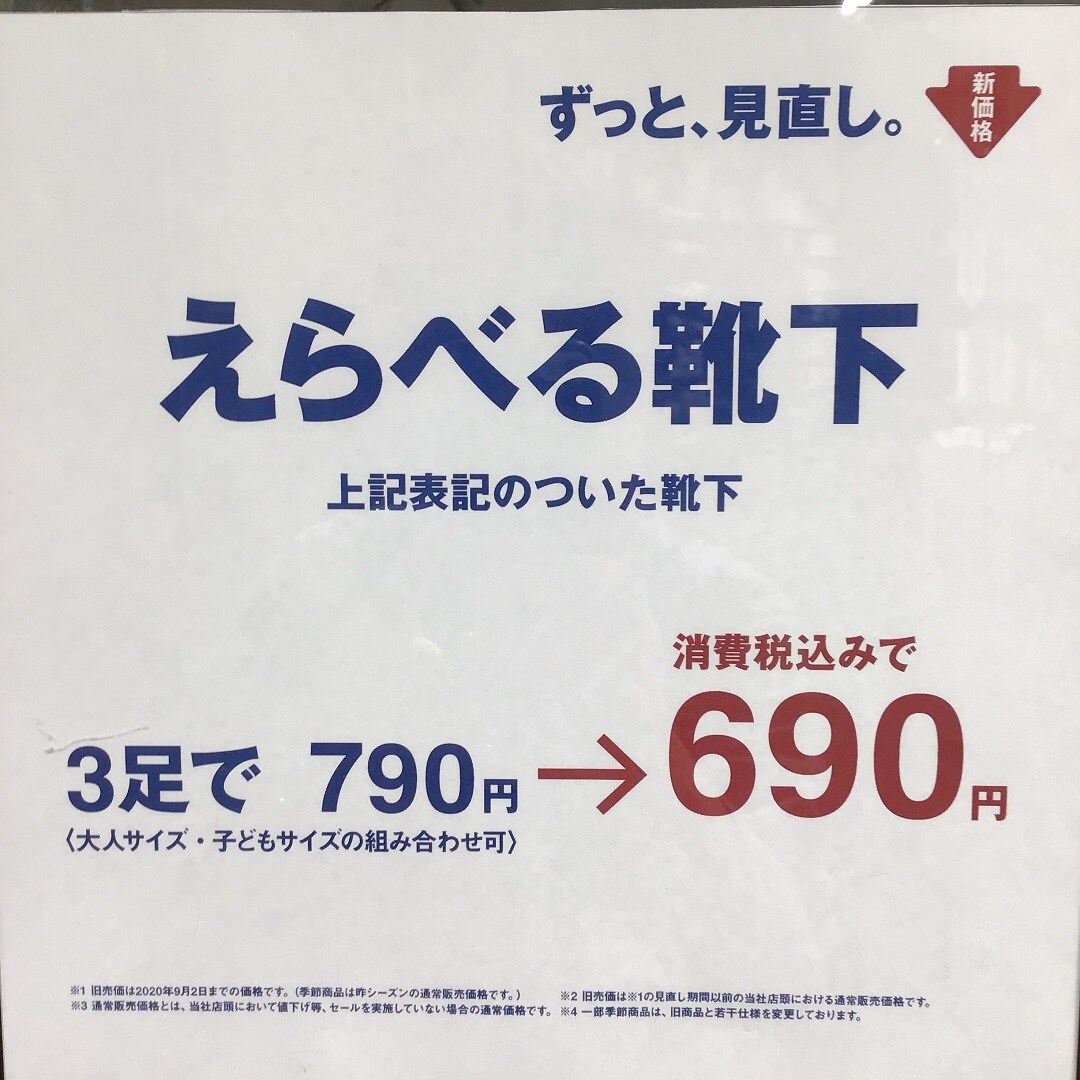 ずっと、見直し。
新価格
えらべる靴下
上記表記のついた靴下
消費税込みで
3足で 790円→690円
〈大人サイズ・子どもサイズの組み合わせ可〉
※1 旧売価は2020年9月2日までの価格です。(季節商品は昨シーズンの通常販売価格です。) ※2 旧売価は※1の見直し期間以前の当社店頭における通常販売価格です。
※3 通常販売価格とは、当社店頭において値下げ等、セールを実施していない場合の通常価格です。 ※4 一部季節商品は、旧商品と若干仕様を変更しております。